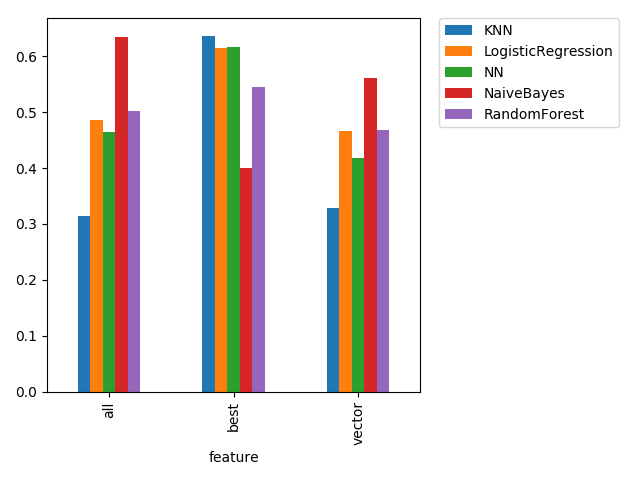 0.6
0.5
0.4
0.3
0.2
0.1
0.0
all
best
vector
feature
KNN
LogisticRegression
NN
NaiveBayes
RandomForest